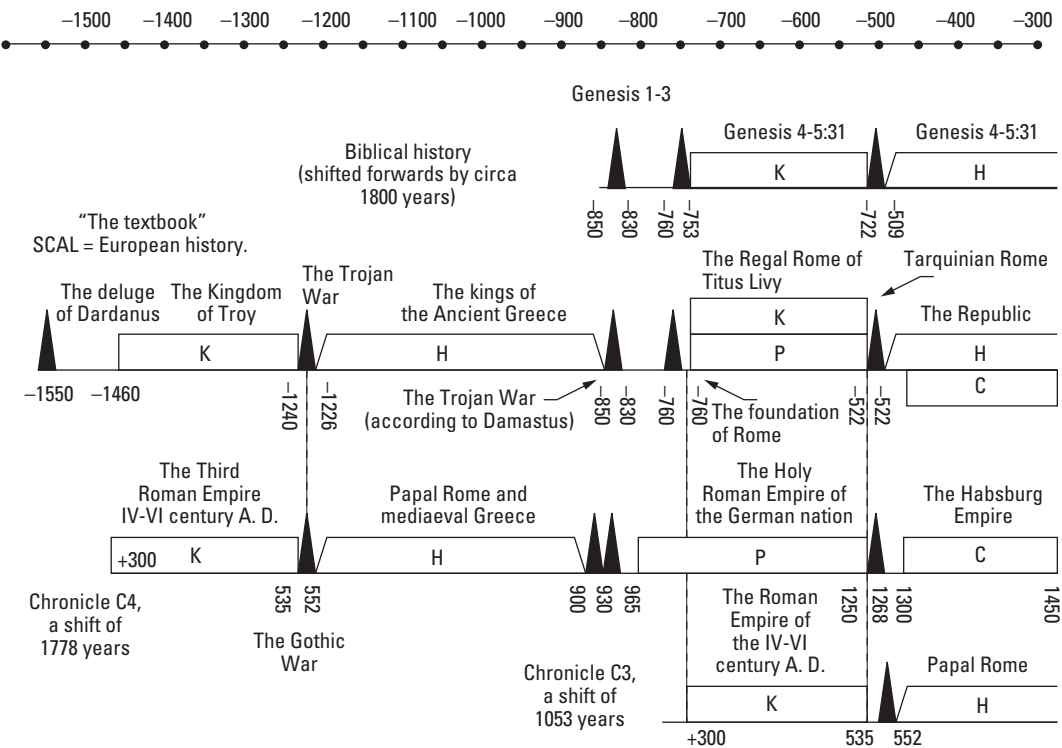 –1500 –1400 –1300 –1200 –1100 –1000 –900 –800 –700 –600 –500 –400 –300
Genesis 1-3
Biblical history
(shifted forwards by circa
1800 years)
Genesis 4-5:31
Genesis 4-5:31
K
H
–850
–830
–760
–753
–722
–509
“The textbook”
SCAL = European history.
The deluge
of Dardanus
The Kingdom
of Troy
The Trojan
War
The kings of
the Ancient Greece
The Regal Rome of
Titus Livy
Tarquinian Rome
The Republic
K
H
K
P
H
C
–1550
–1460
–1240
–1226
The Trojan War
(according to Damastus)
–850
–830
–760
–760
The foundation
of Rome
–522
–522
The Third
Roman Empire
IV-VI century A. D.
Papal Rome and
mediaeval Greece
The Holy
Roman Empire of
the German nation
The Habsburg
Empire
+300
K
H
P
C
Chronicle C4,
a shift of
1778 years
535
552
The Gothic
War
900
930
965
1250
1268
1300
1450
The Roman
Empire of
the IV-VI
century A. D.
Papal Rome
Chronicle C3,
a shift of
1053 years
K
H
+300
535
552